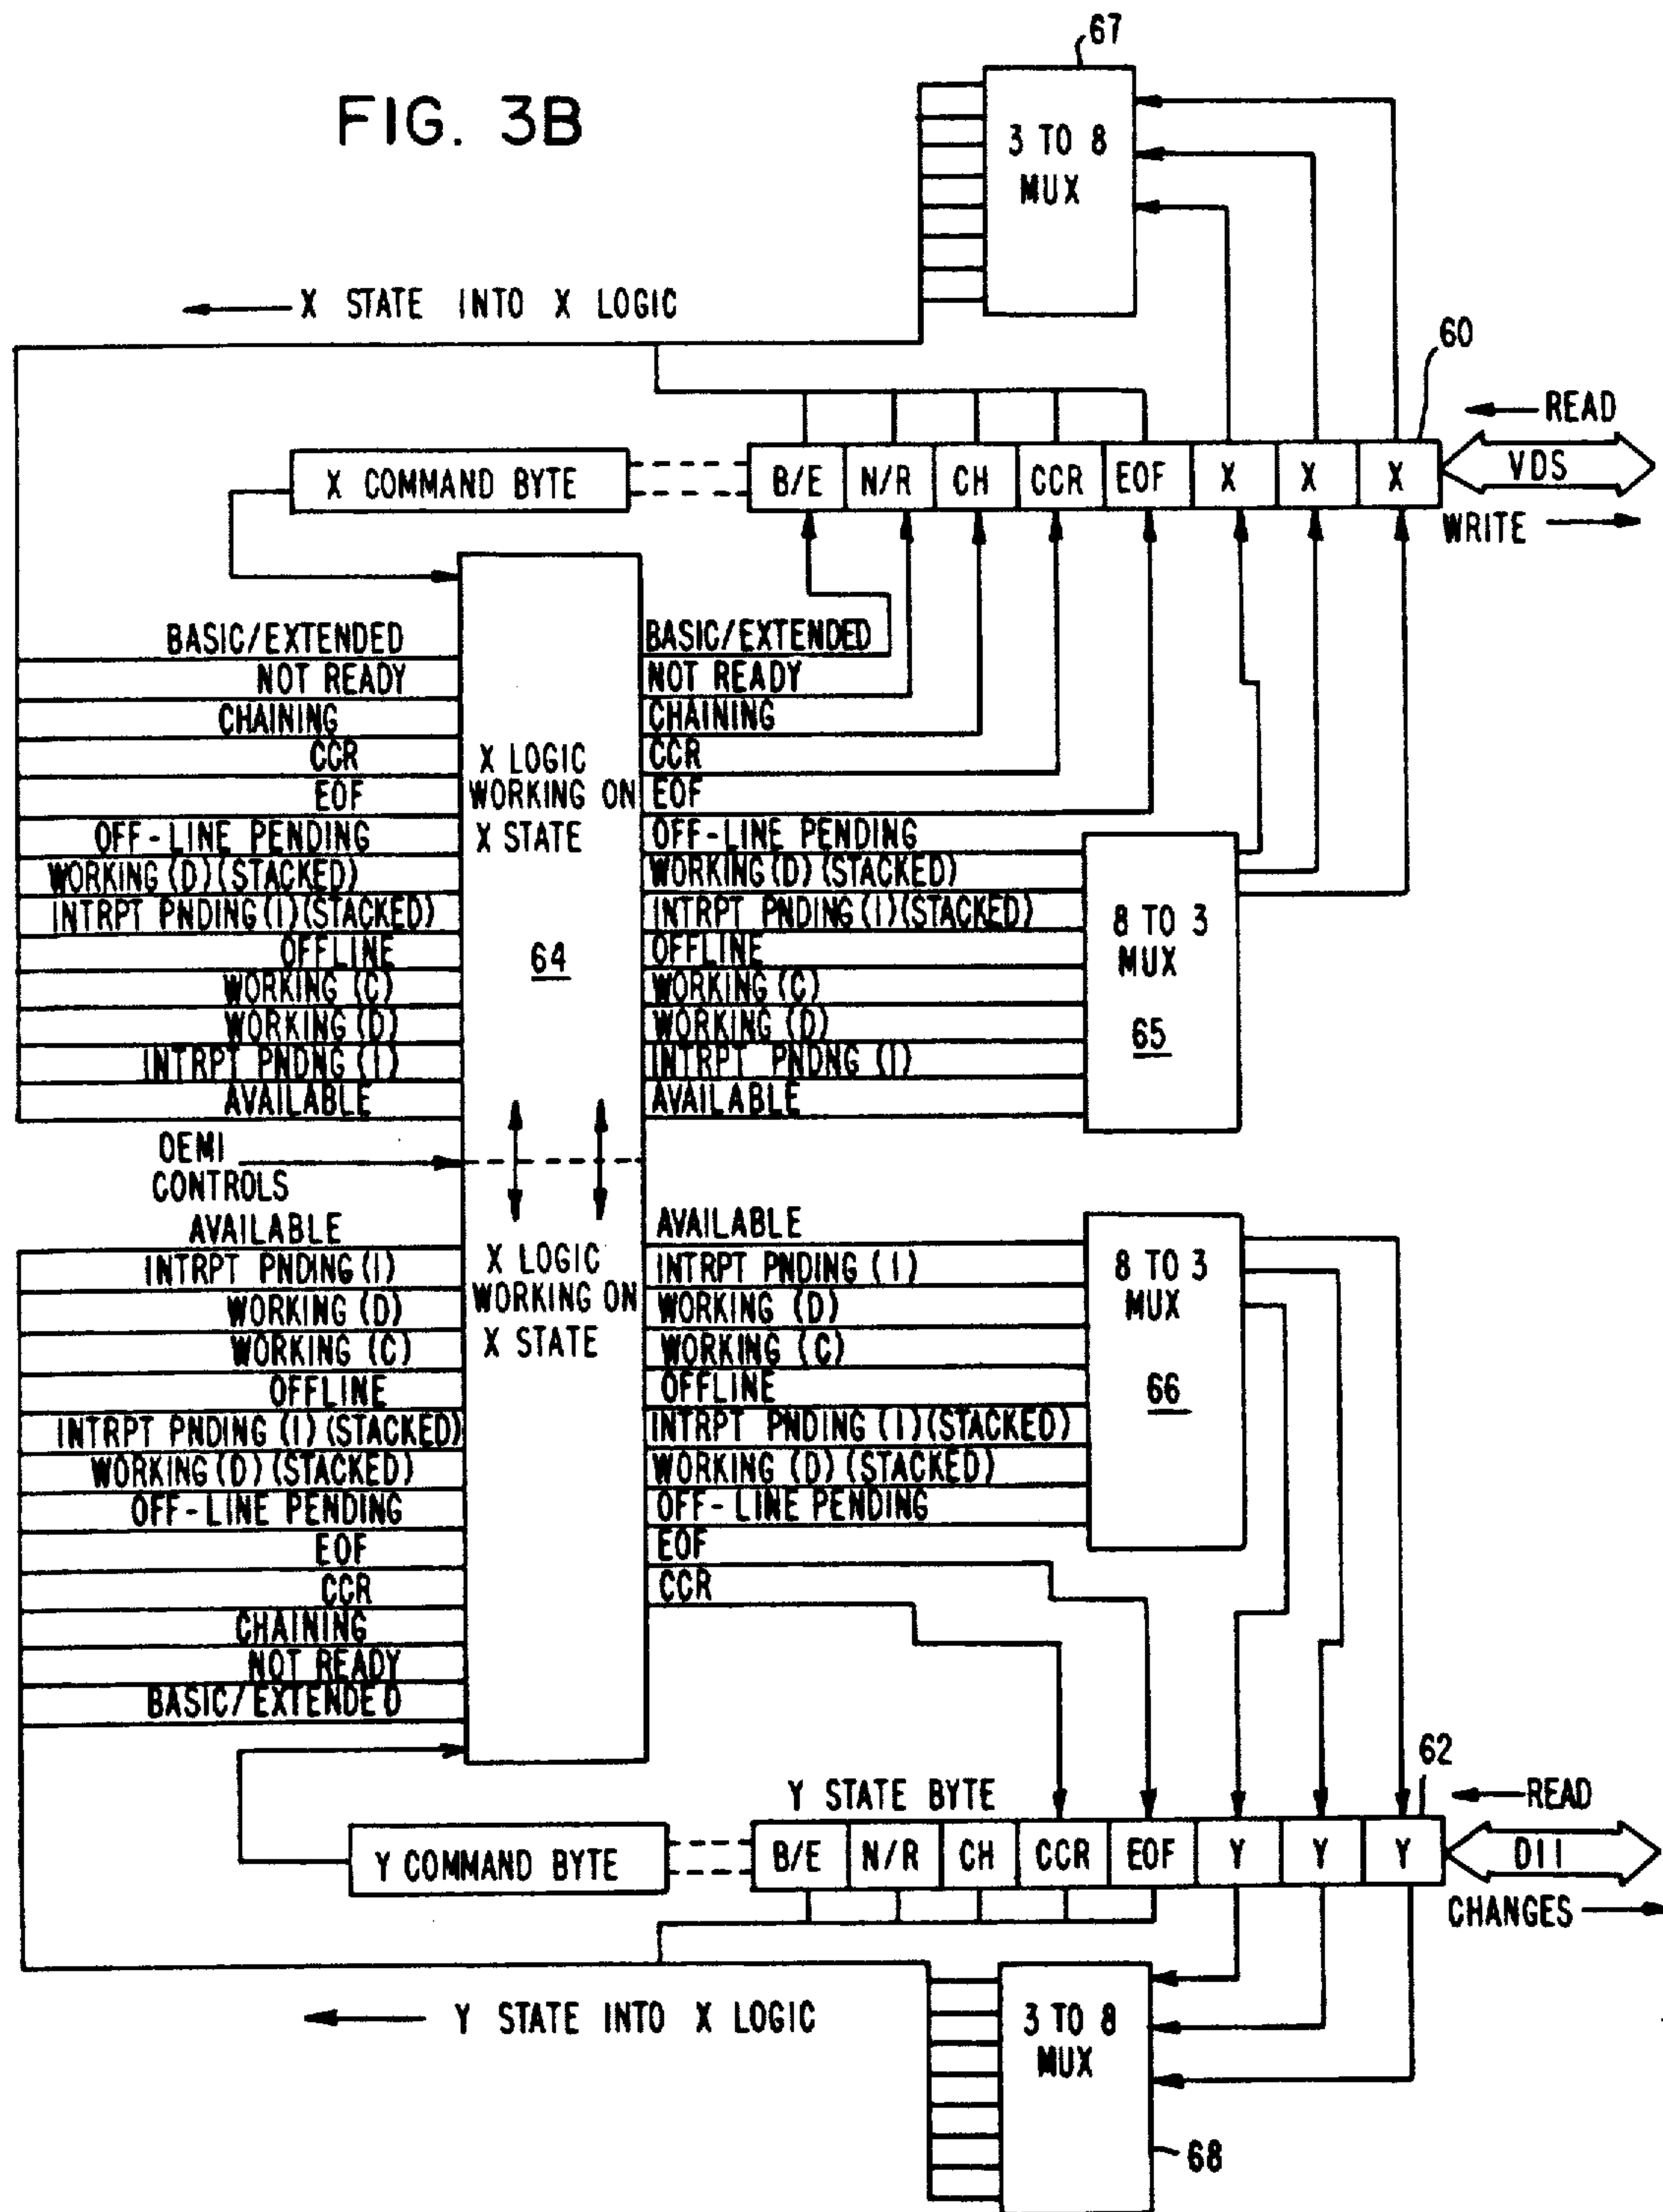 FIG. 3B
67
3 TO 8
MUX
X STATE INTO X LOGIC
60
READ
X COMMAND BYTE
B/E N/R CH CCR EOF X X X
VDS
WRITE
BASIC/EXTENDED
NOT READY
CHAINING
CCR
EOF
OFF-LINE PENDING
WORKING (D) (STACKED)
INTRPT PNDING (I) (STACKED)
OFFLINE
WORKING (C)
WORKING (D)
INTRPT PNDNG (I)
AVAILABLE
X LOGIC
WORKING ON
X STATE
64
BASIC/EXTENDED
NOT READY
CHAINING
CCR
EOF
OFF-LINE PENDING
WORKING (D) (STACKED)
INTRPT PNDING (I) (STACKED)
OFFLINE
WORKING (C)
WORKING (D)
INTRPT PNDNG (I)
AVAILABLE
8 TO 3
MUX
65
OEMI
CONTROLS
AVAILABLE
INTRPT PNDING (I)
WORKING (D)
WORKING (C)
OFFLINE
INTRPT PNDING (I) (STACKED)
WORKING (D) (STACKED)
OFF-LINE PENDING
EOF
CCR
CHAINING
NOT READY
BASIC/EXTENDED
X LOGIC
WORKING ON
X STATE
AVAILABLE
INTRPT PNDING (I)
WORKING (D)
WORKING (C)
OFFLINE
INTRPT PNDING (I) (STACKED)
WORKING (D) (STACKED)
OFF-LINE PENDING
EOF
CCR
8 TO 3
MUX
66
62
Y STATE BYTE
READ
Y COMMAND BYTE
B/E N/R CH CCR EOF Y Y Y
DII
CHANGES
Y STATE INTO X LOGIC
3 TO 8
MUX
68